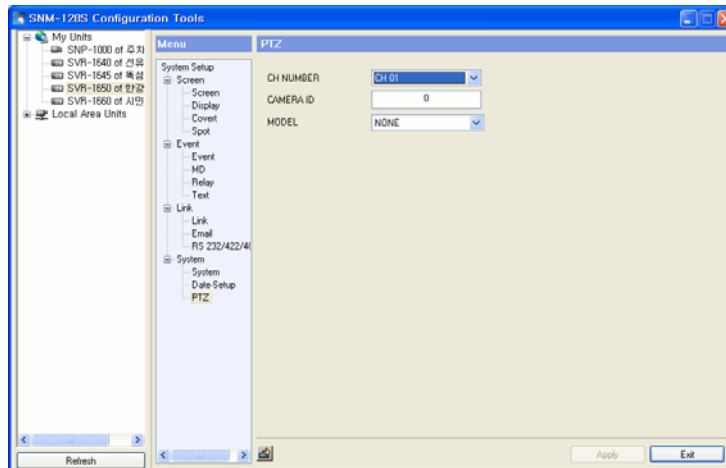 SNM-128S Configuration Tools
My Units
SNP-1000 of 주차
SVR-1640 of 선유
SVR-1645 of 뚝섬
SVR-1650 of 한강
SVR-1660 of 시민
Local Area Units
Refresh
Menu
System Setup
Screen
Screen
Display
Covert
Spot
Event
Event
MD
Relay
Text
Link
Link
Email
RS 232/422/48
System
System
Date-Setup
PTZ
PTZ
CH NUMBER
CH 01
CAMERA ID
0
MODEL
NONE
Apply
Exit